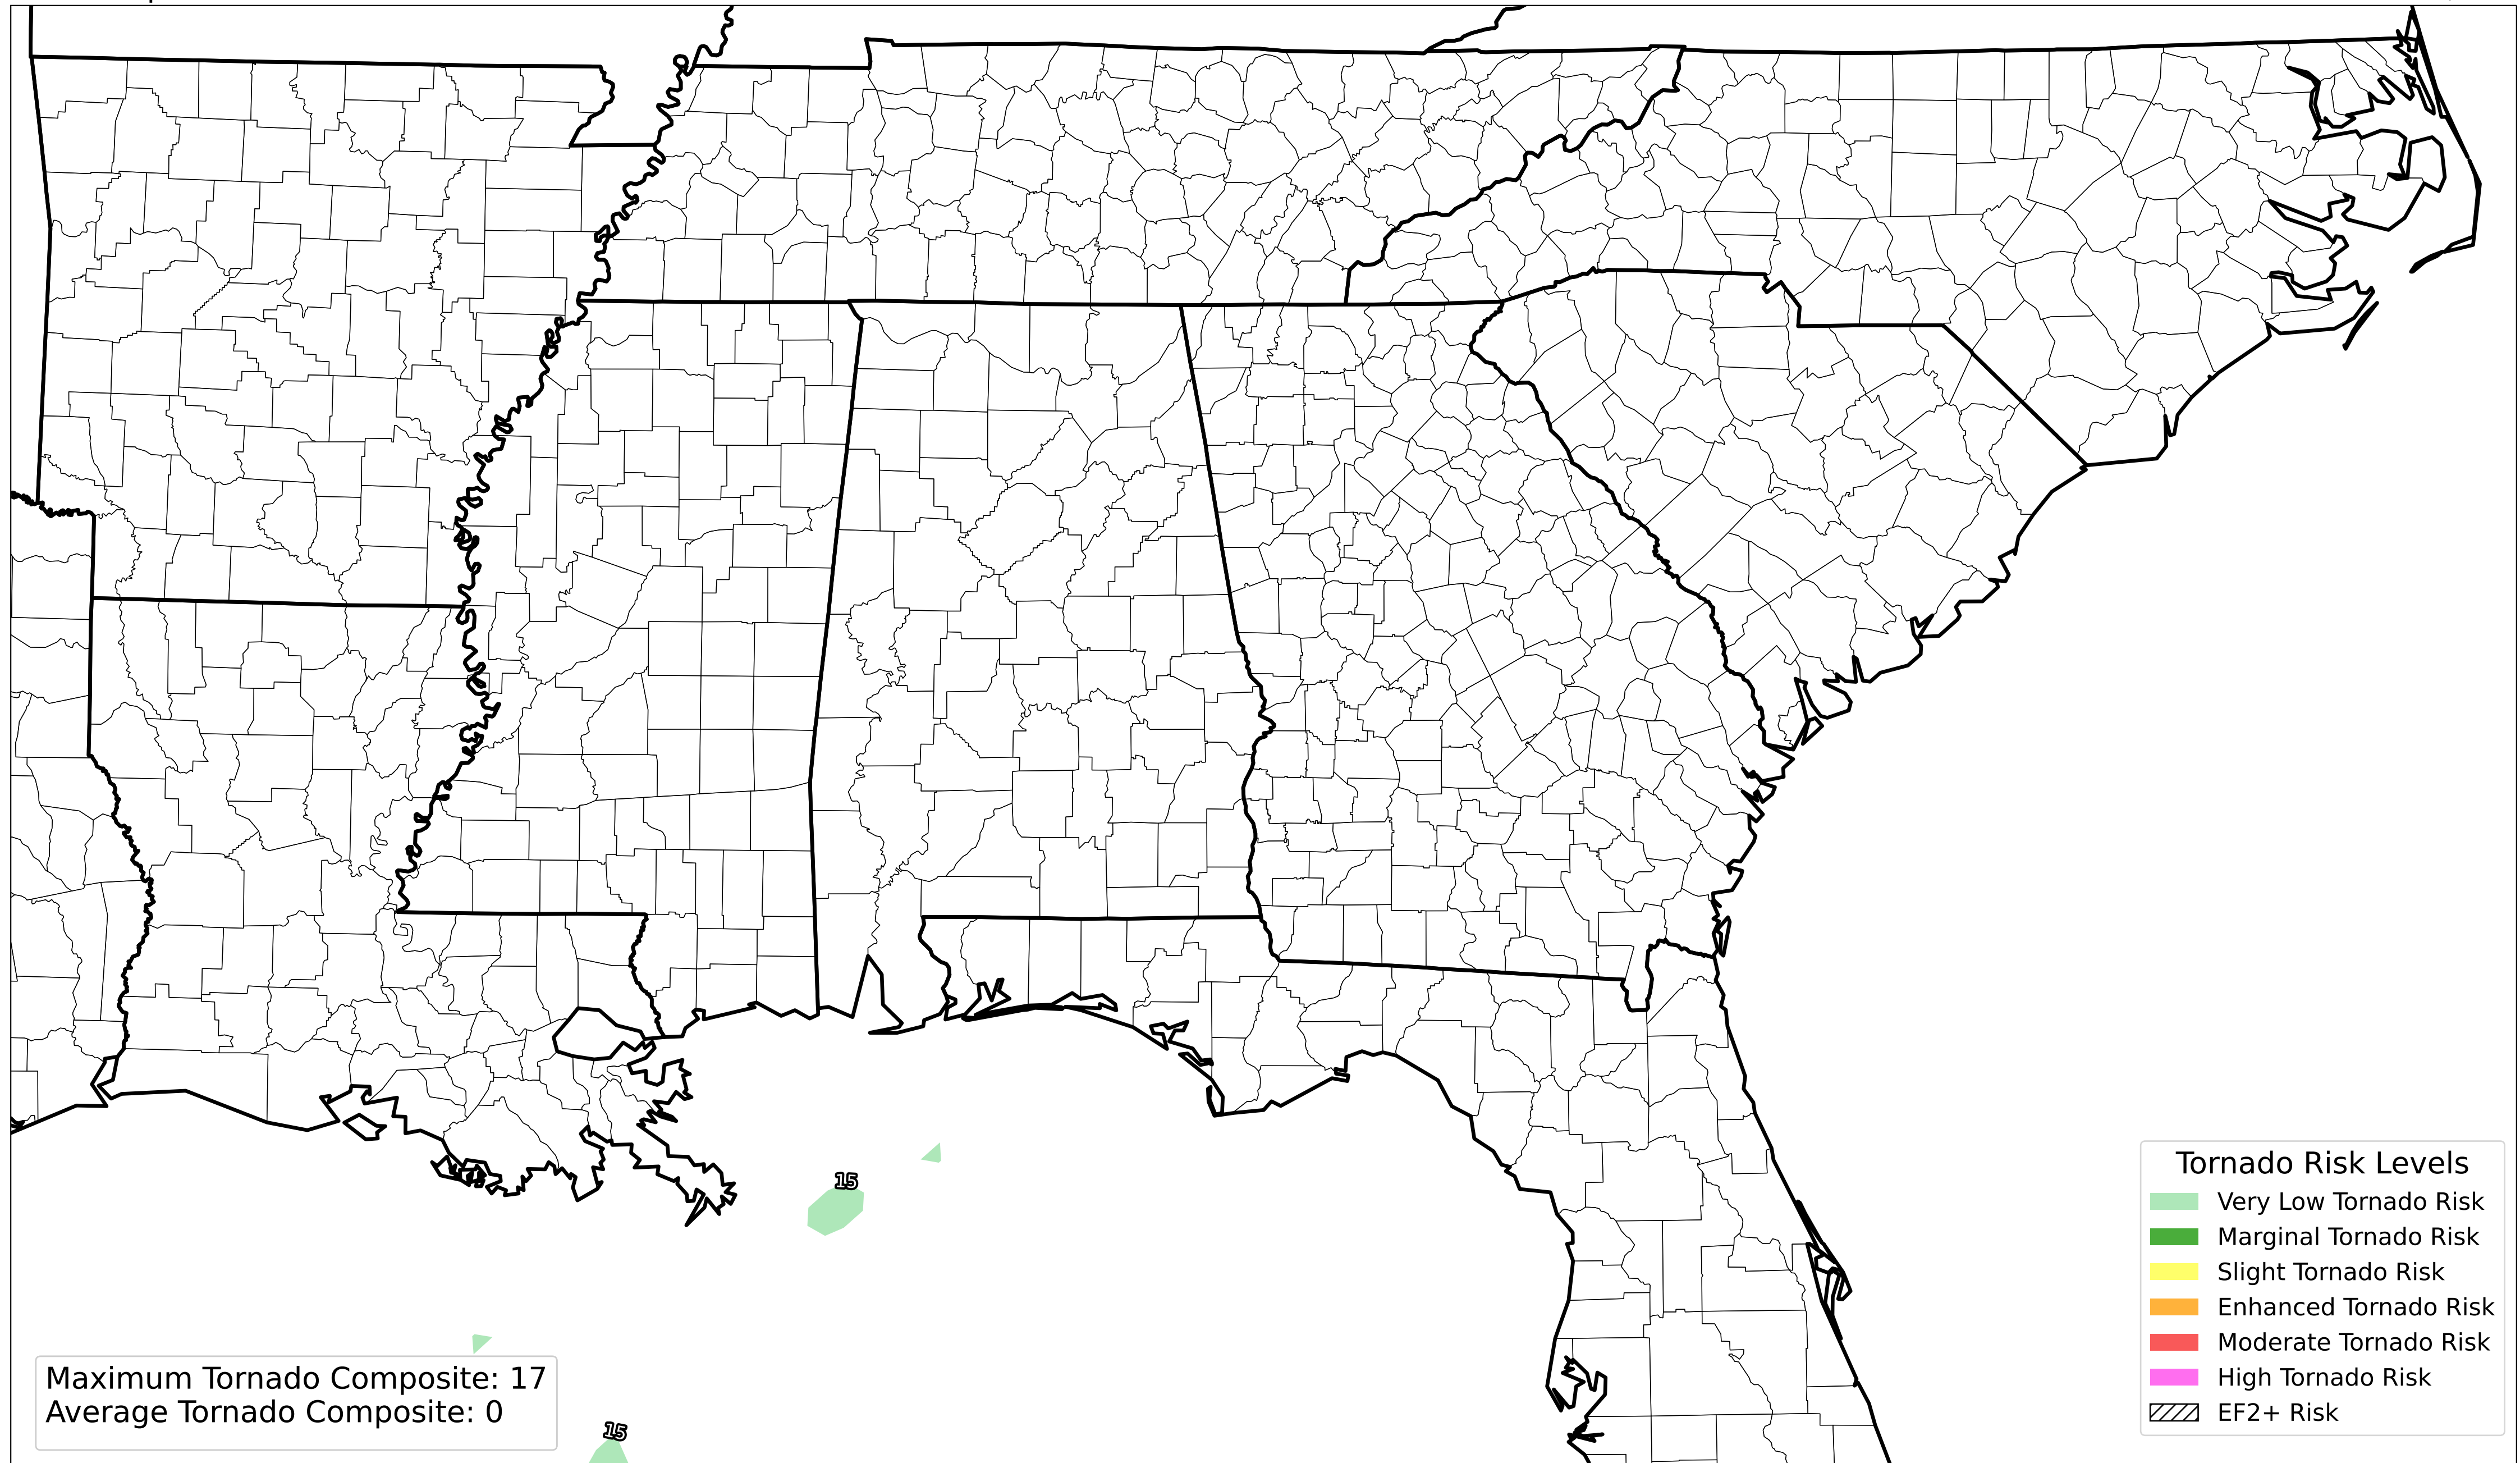 15
15
Maximum Tornado Composite: 17
Average Tornado Composite: 0
Tornado Risk Levels
Very Low Tornado Risk
Marginal Tornado Risk
Slight Tornado Risk
Enhanced Tornado Risk
Moderate Tornado Risk
High Tornado Risk
EF2+ Risk